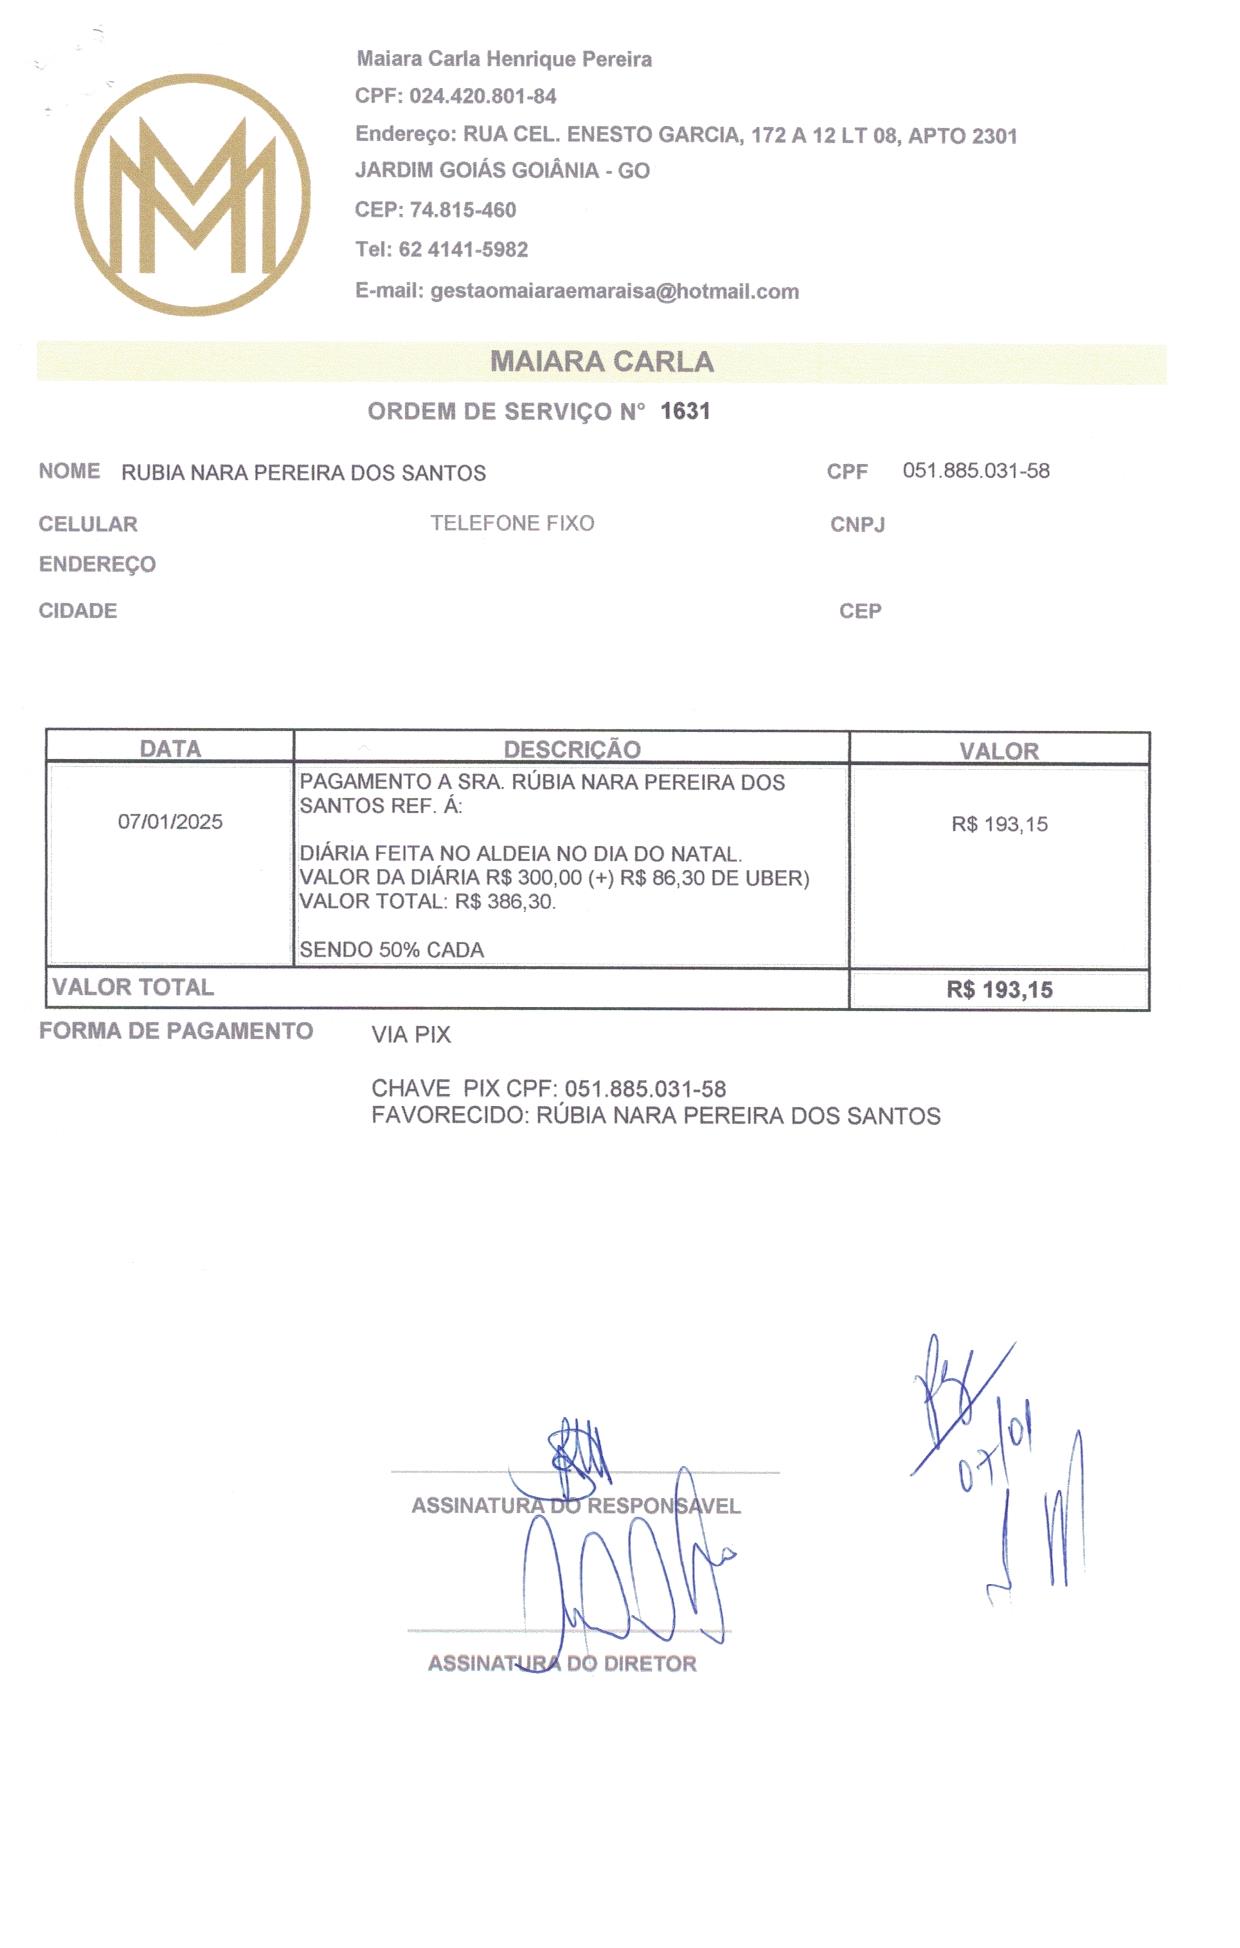 MM
Maiara Carla Henrique Pereira
CPF: 024.420.801-84
Endereço: RUA CEL. ENESTO GARCIA, 172 A 12 LT 08, APTO 2301
JARDIM GOIÁS GOIÂNIA - GO
CEP: 74.815-460
Tel: 62 4141-5982
E-mail: gestaomaiaraemaraisa@hotmail.com
MAIARA CARLA
ORDEM DE SERVIÇO N° 1631
NOME RUBIA NARA PEREIRA DOS SANTOS CPF 051.885.031-58
CELULAR TELEFONE FIXO CNPJ
ENDEREÇO
CIDADE CEP
DATA DESCRIÇÃO VALOR
PAGAMENTO A SRA. RÚBIA NARA PEREIRA DOS
SANTOS REF. Á:
07/01/2025 R$ 193,15
DIÁRIA FEITA NO ALDEIA NO DIA DO NATAL.
VALOR DA DIÁRIA R$ 300,00 (+) R$ 86,30 DE UBER)
VALOR TOTAL: R$ 386,30.
SENDO 50% CADA
VALOR TOTAL R$ 193,15
FORMA DE PAGAMENTO VIA PIX
CHAVE PIX CPF: 051.885.031-58
FAVORECIDO: RÚBIA NARA PEREIRA DOS SANTOS
07/01
ASSINATURA DO RESPONSAVEL
ASSINATURA DO DIRETOR